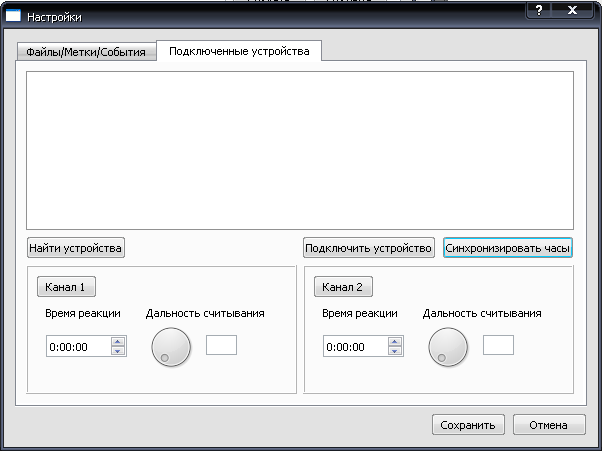 Настройки
Файлы/Метки/События Подключенные устройства
Найти устройства Подключить устройство Синхронизировать часы
Канал 1 Канал 2
Время реакции Дальность считывания Время реакции Дальность считывания
0:00:00 0:00:00
Сохранить Отмена